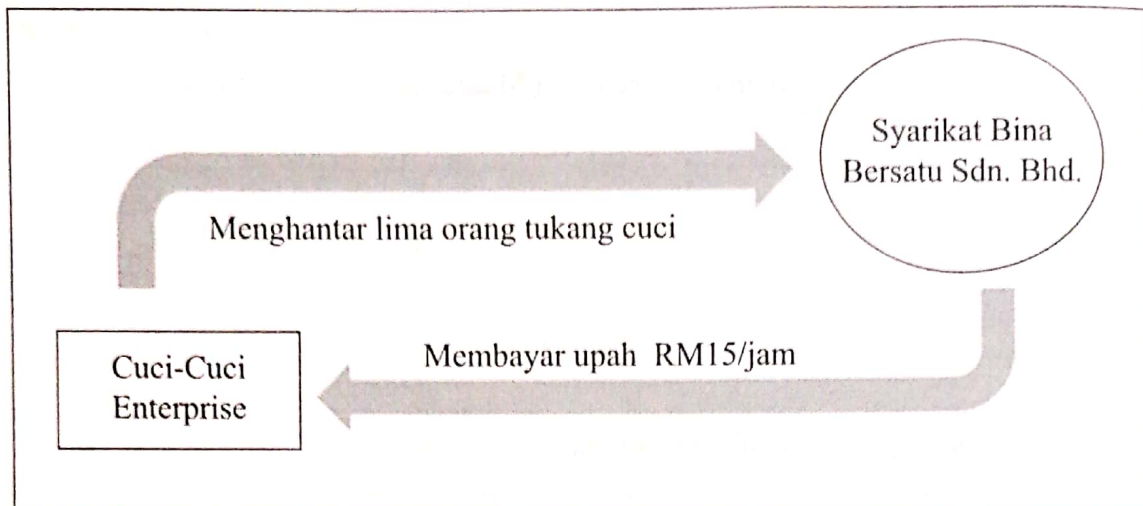 Syarikat Bina
Bersatu Sdn. Bhd.
Menghantar lima orang tukang cuci
Membayar upah RM15/jam
Cuci-Cuci
Enterprise